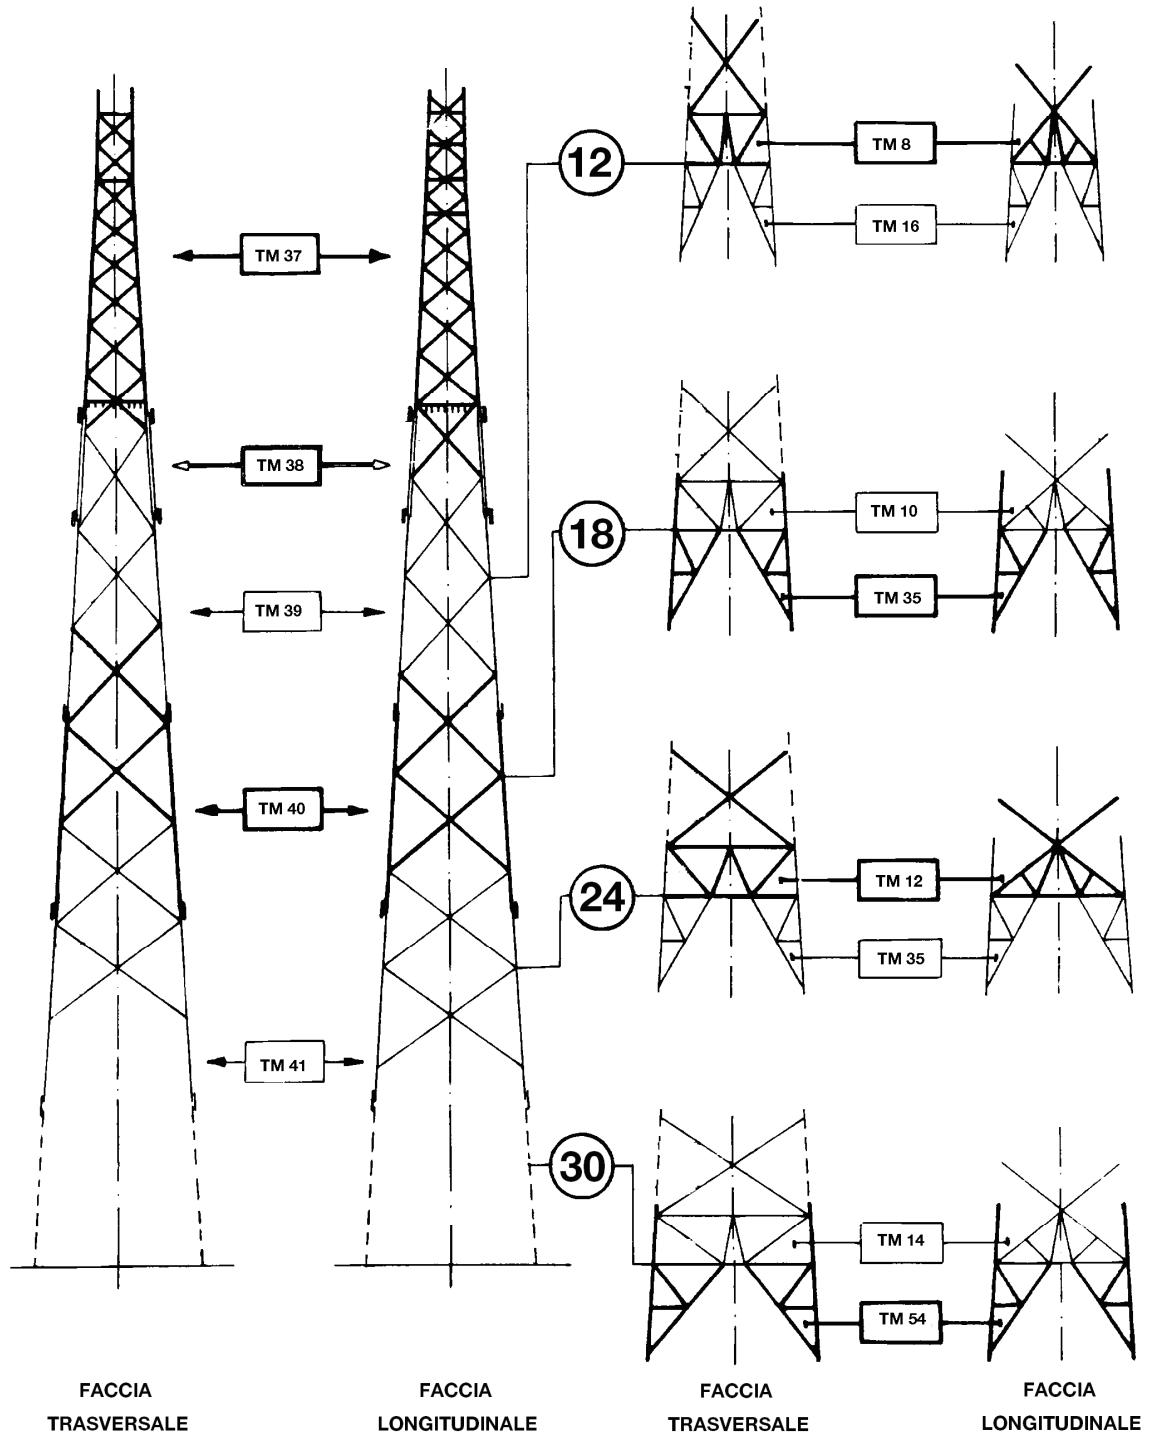 12
TM 8
TM 16
TM 37
TM 38
18
TM 10
TM 35
TM 39
TM 40
24
TM 12
TM 35
TM 41
30
TM 14
TM 54
FACCIA
TRASVERSALE
FACCIA
LONGITUDINALE
FACCIA
TRASVERSALE
FACCIA
LONGITUDINALE